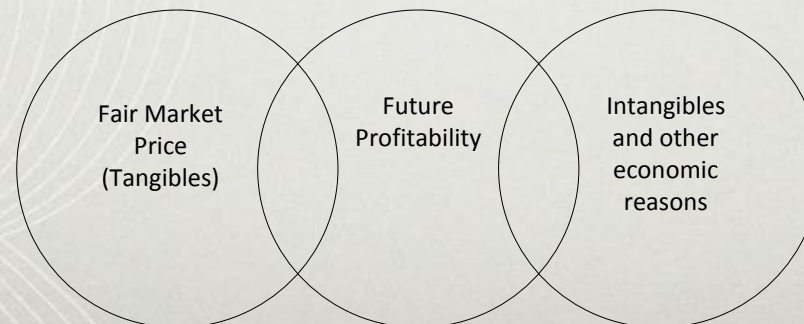 Fair Market
Price
(Tangibles)
Future
Profitability
Intangibles
and other
economic
reasons